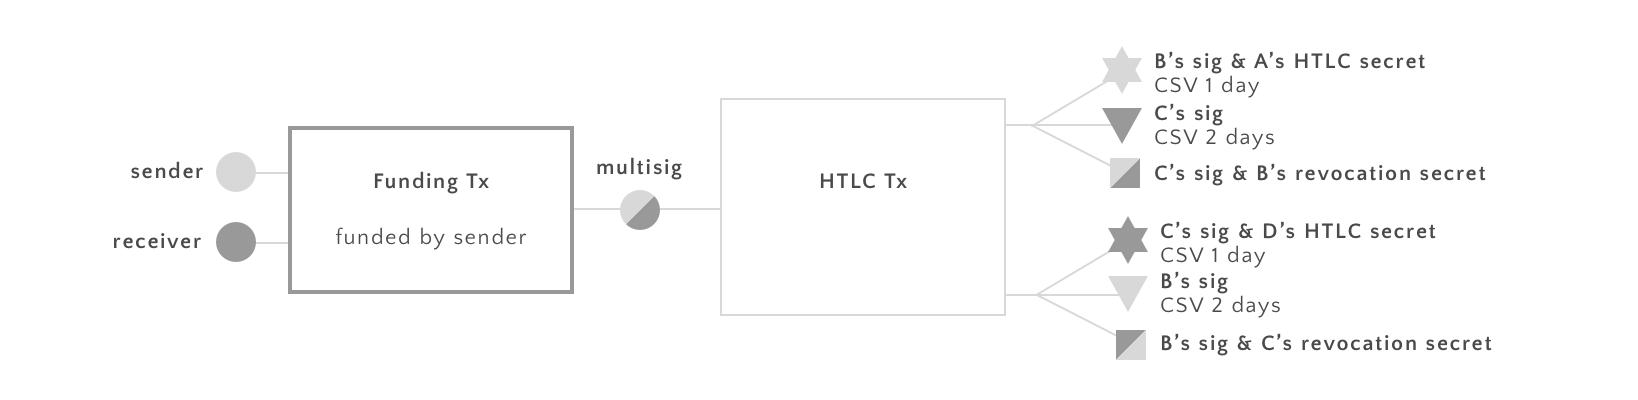 sender
receiver
Funding Tx
funded by sender
multisig
HTLC Tx
B’s sig & A’s HTLC secret
CSV 1 day
C’s sig
CSV 2 days
C’s sig & B’s revocation secret
C’s sig & D’s HTLC secret
CSV 1 day
B’s sig
CSV 2 days
B’s sig & C’s revocation secret